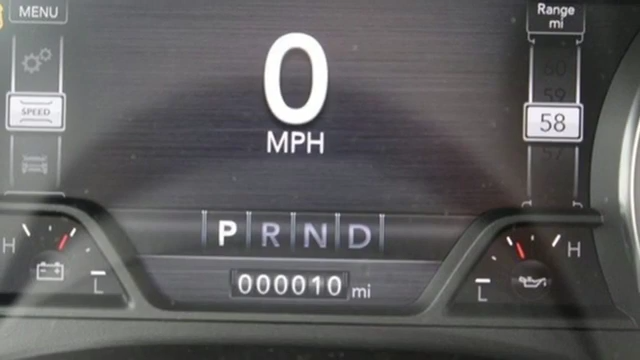 MENU
Range
mi
0
60
59
SPEED
58
MPH
57
P R N D
H
H
L
L
000010 mi